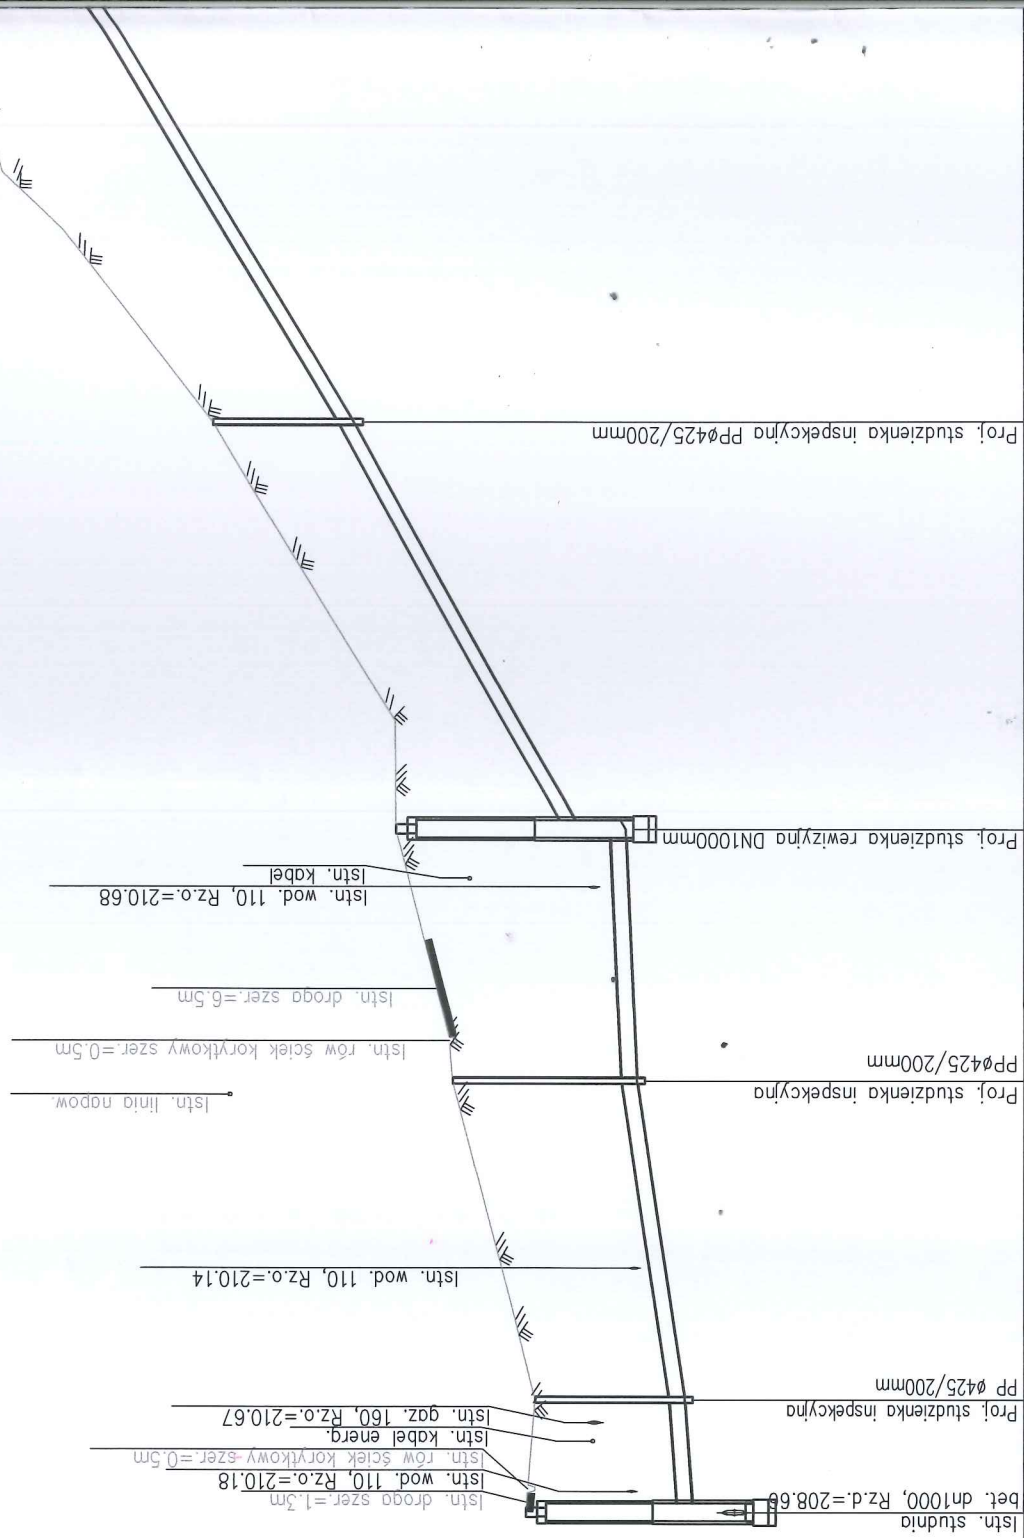 Istn. studnia
bet. dn1000, Rz.d.=208.60
Istn. droga szer.=1.3m
Istn. wod. 110, Rz.o.=210.18
Istn. rów ściek korytkowy szer.=0.5m
Istn. kabel energ.
Istn. gaz. 160, Rz.o.=210.67
Proj. studzienka inspekcyjna
PP ø425/200mm
Istn. wod. 110, Rz.o.=210.14
Proj. studzienka inspekcyjna
PPø425/200mm
Istn. linia napow.
Istn. rów ściek korytkowy szer.=0.5m
Istn. droga szer.=6.5m
Istn. wod. 110, Rz.o.=210.68
Istn. kabel
Proj. studzienka rewizyjna DN1000mm
Proj. studzienka inspekcyjna PPø425/200mm